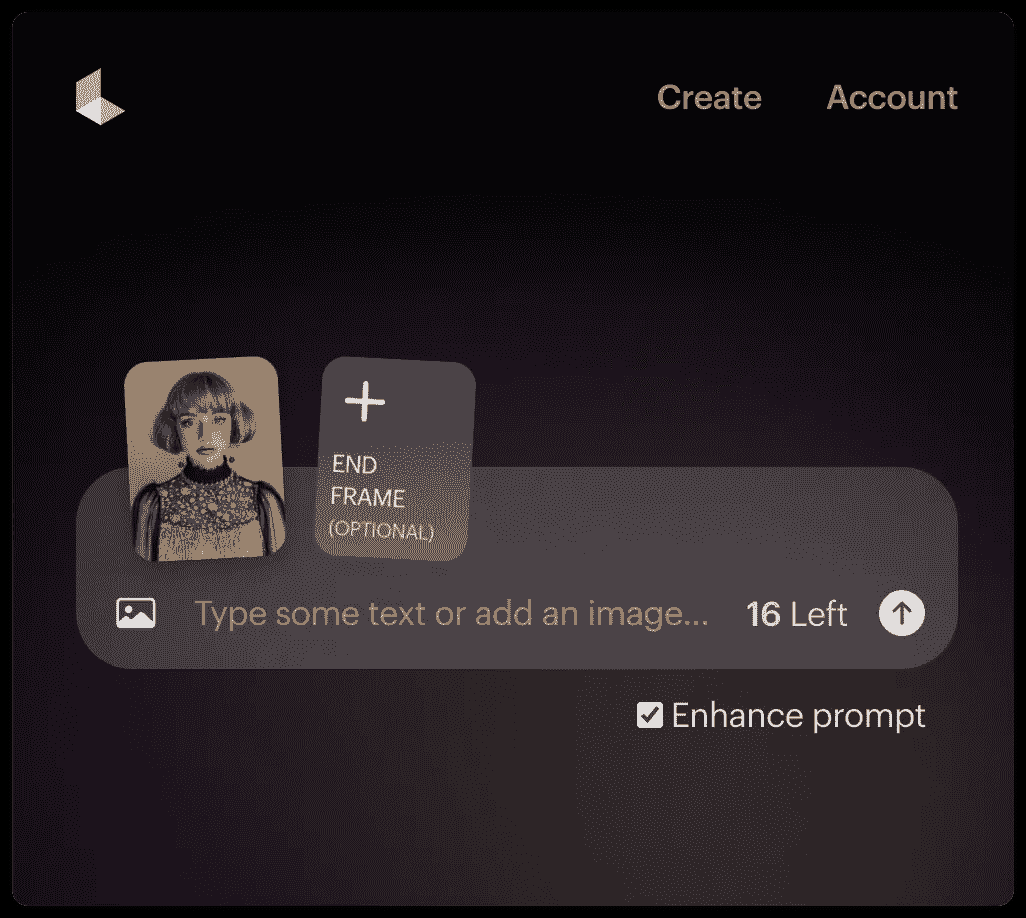 Create Account
END
FRAME
(OPTIONAL)
Type some text or add an image... 16 Left
Enhance prompt